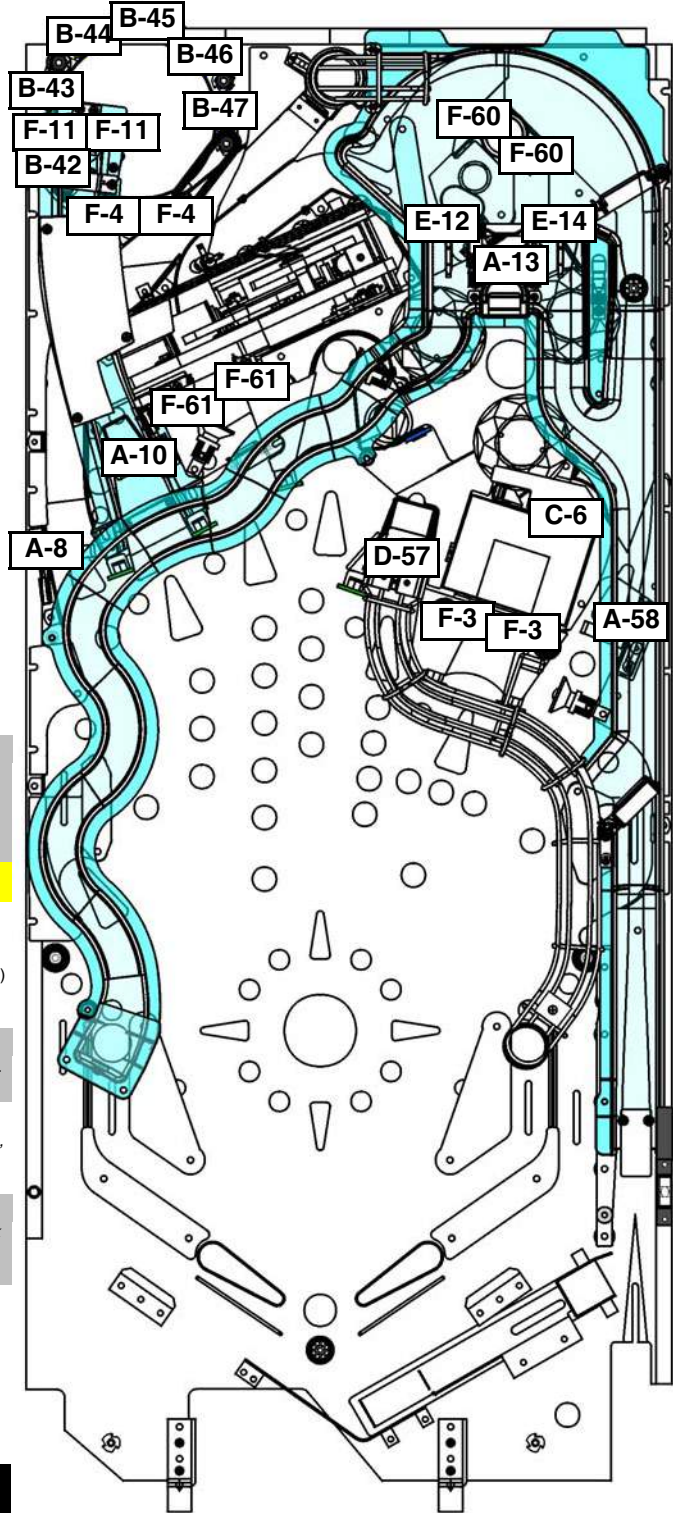 B-45
B-44
B-46
B-43
B-47
F-11 F-11
B-42
F-60
F-60
F-4 F-4
E-12 E-14
A-13
F-61
F-61
A-10
C-6
A-8
D-57
F-3 F-3
A-58
)
.
,
.